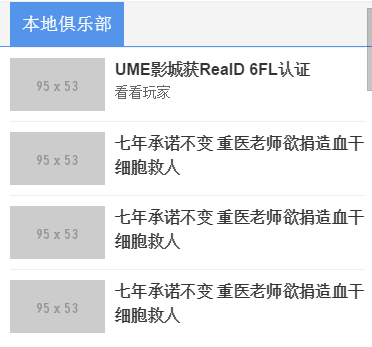 本地俱乐部
95 x 53
UME影城获RealD 6FL认证
看看玩家
95 x 53
七年承诺不变 重医老师欲捐造血干
细胞救人
95 x 53
七年承诺不变 重医老师欲捐造血干
细胞救人
95 x 53
七年承诺不变 重医老师欲捐造血干
细胞救人